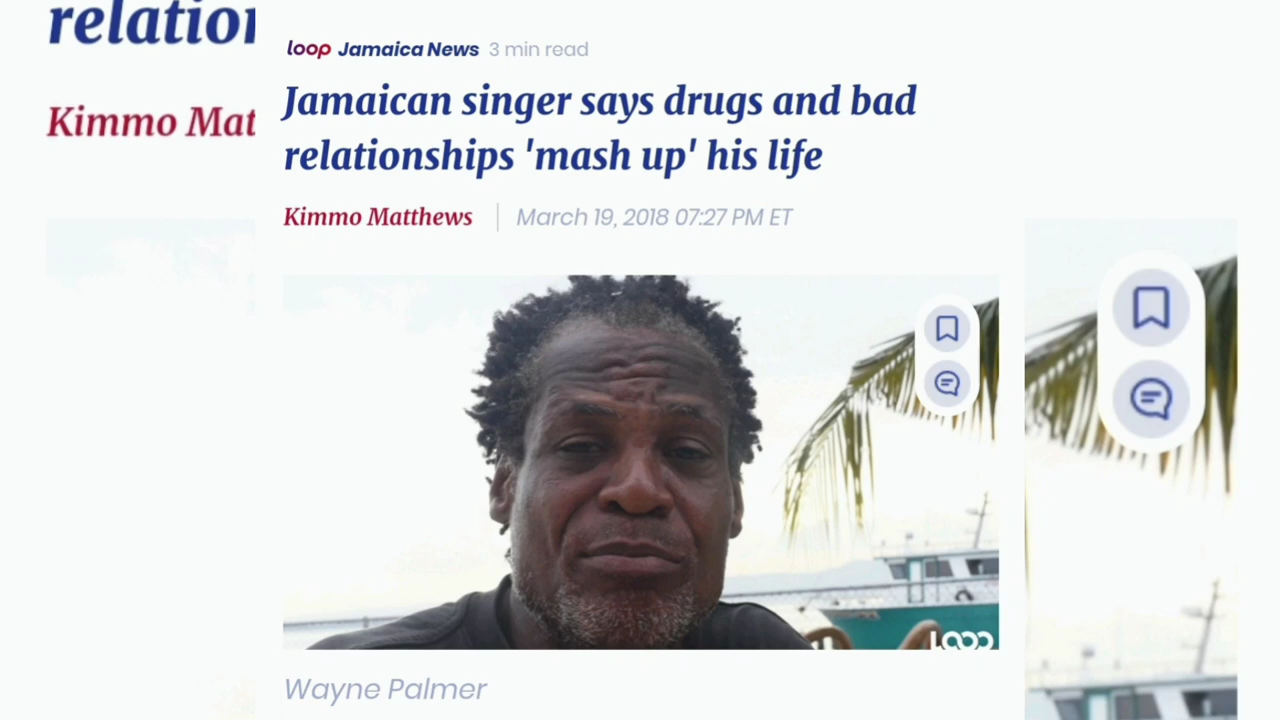 relation
Kimmo Mat
loop Jamaica News 3 min read
Jamaican singer says drugs and bad
relationships 'mash up' his life
Kimmo Matthews | March 19, 2018 07:27 PM ET
LOOP
Wayne Palmer